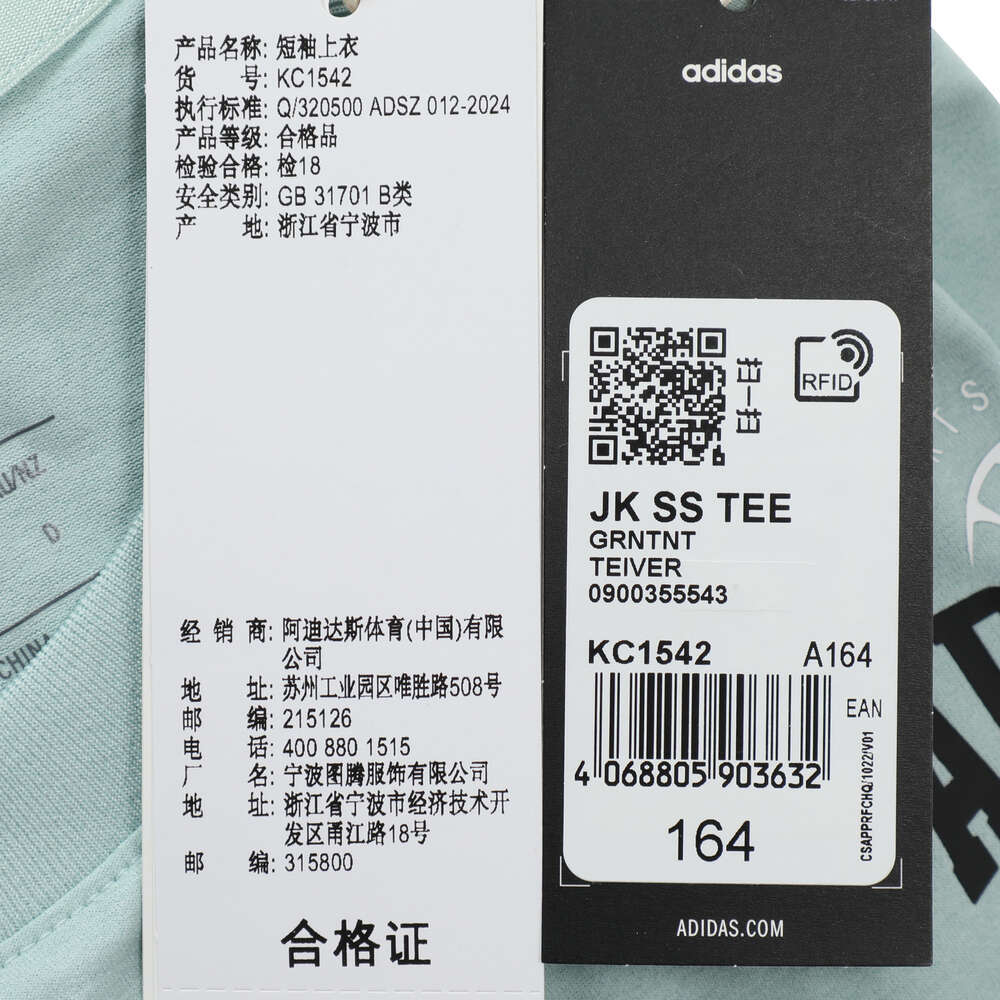 产品名称: 短袖上衣
货 号: KC1542
执行标准: Q/320500 ADSZ 012-2024
产品等级: 合格品
检验合格: 检18
安全类别: GB 31701 B类
产 地: 浙江省宁波市
经 销 商: 阿迪达斯体育(中国)有限
公司
地 址: 苏州工业园区唯胜路508号
邮 编: 215126
电 话: 400 880 1515
厂 名: 宁波图腾服饰有限公司
地 址: 浙江省宁波市经济技术开
发区甬江路18号
邮 编: 315800
合格证
adidas
扫一扫
RFID
JK SS TEE
GRNTNT
TEIVER
0900355543
KC1542 A164
EAN
4 068805 903632
CSAPPRFCHQ/1022/V01
164
ADIDAS.COM
D
CHINA